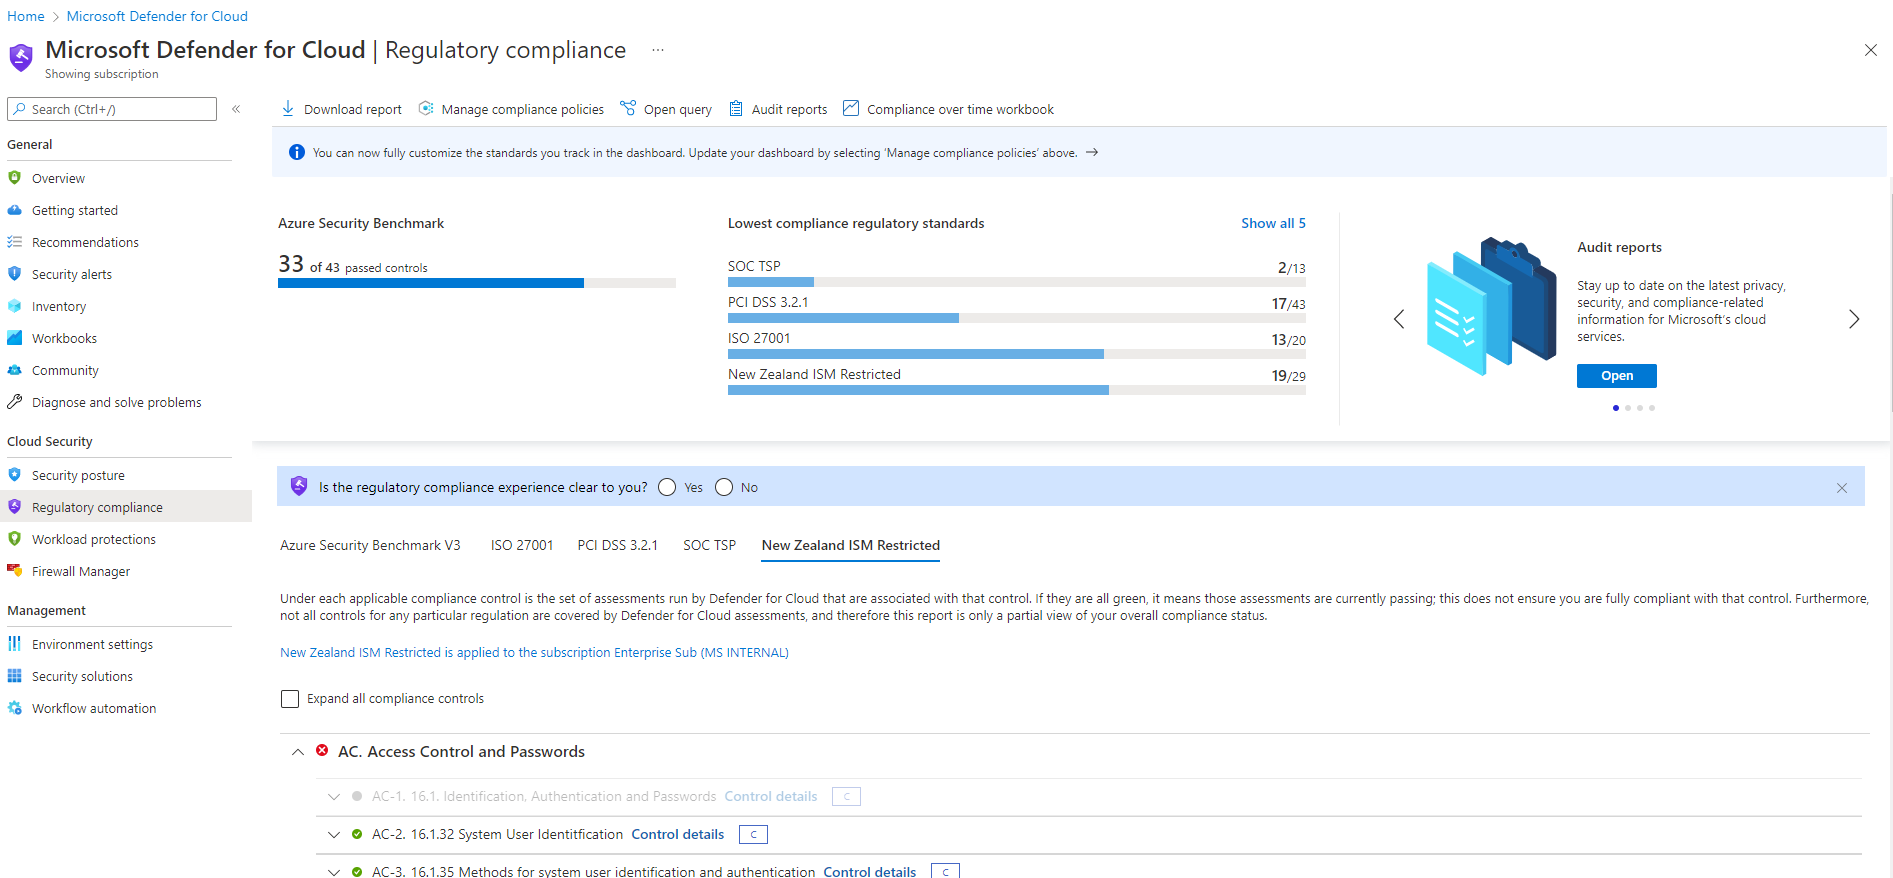 Home > Microsoft Defender for Cloud
Microsoft Defender for Cloud | Regulatory compliance ...
Showing subscription
Search (Ctrl+/)
«
Download report
Manage compliance policies
Open query
Audit reports
Compliance over time workbook
You can now fully customize the standards you track in the dashboard. Update your dashboard by selecting 'Manage compliance policies' above. →
General
Overview
Getting started
Recommendations
Security alerts
Inventory
Workbooks
Community
Diagnose and solve problems
Cloud Security
Security posture
Regulatory compliance
Workload protections
Firewall Manager
Management
Environment settings
Security solutions
Workflow automation
Azure Security Benchmark
33 of 43 passed controls
Lowest compliance regulatory standards
Show all 5
SOC TSP 2/13
PCI DSS 3.2.1 17/43
ISO 27001 13/20
New Zealand ISM Restricted 19/29
Audit reports
Stay up to date on the latest privacy,
security, and compliance-related
information for Microsoft's cloud
services.
Open
Is the regulatory compliance experience clear to you? Yes No
Azure Security Benchmark V3
ISO 27001
PCI DSS 3.2.1
SOC TSP
New Zealand ISM Restricted
Under each applicable compliance control is the set of assessments run by Defender for Cloud that are associated with that control. If they are all green, it means those assessments are currently passing; this does not ensure you are fully compliant with that control. Furthermore,
not all controls for any particular regulation are covered by Defender for Cloud assessments, and therefore this report is only a partial view of your overall compliance status.
New Zealand ISM Restricted is applied to the subscription Enterprise Sub (MS INTERNAL)
Expand all compliance controls
AC. Access Control and Passwords
AC-1. 16.1. Identification, Authentication and Passwords Control details C
AC-2. 16.1.32 System User Identitfication Control details C
AC-3. 16.1.35 Methods for system user identification and authentication Control details C